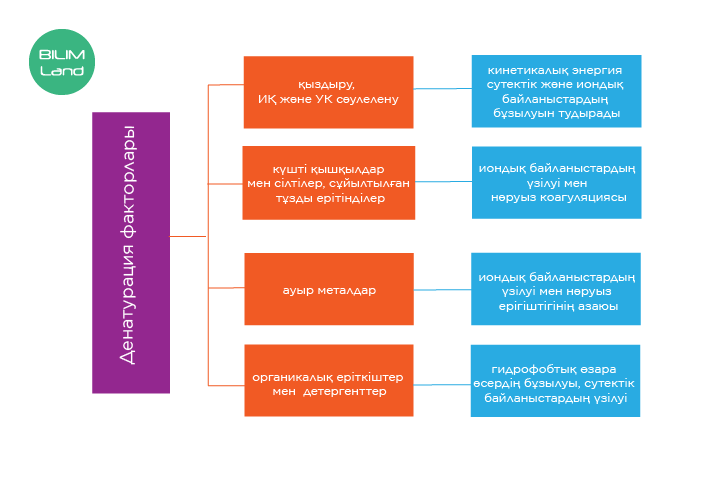 BILIM
Land
Денатурация факторлары
қыздыру,
ИҚ және УК сәулелену
кинетикалық энергия
сутектік және иондық
байланыстардың
бұзылуын тудырады
күшті қышқылдар
мен сілтілер, сұйылтылған
тұзды ерітінділер
иондық байланыстардың
үзілуі мен
нәруыз коагуляциясы
ауыр металдар
иондық байланыстардың
үзілуі мен нәруыз
ерігіштігінің азаюы
органикалық еріткіштер
мен детергенттер
гидрофобтық өзара
әсердің бұзылуы, сутектік
байланыстардың үзілуі